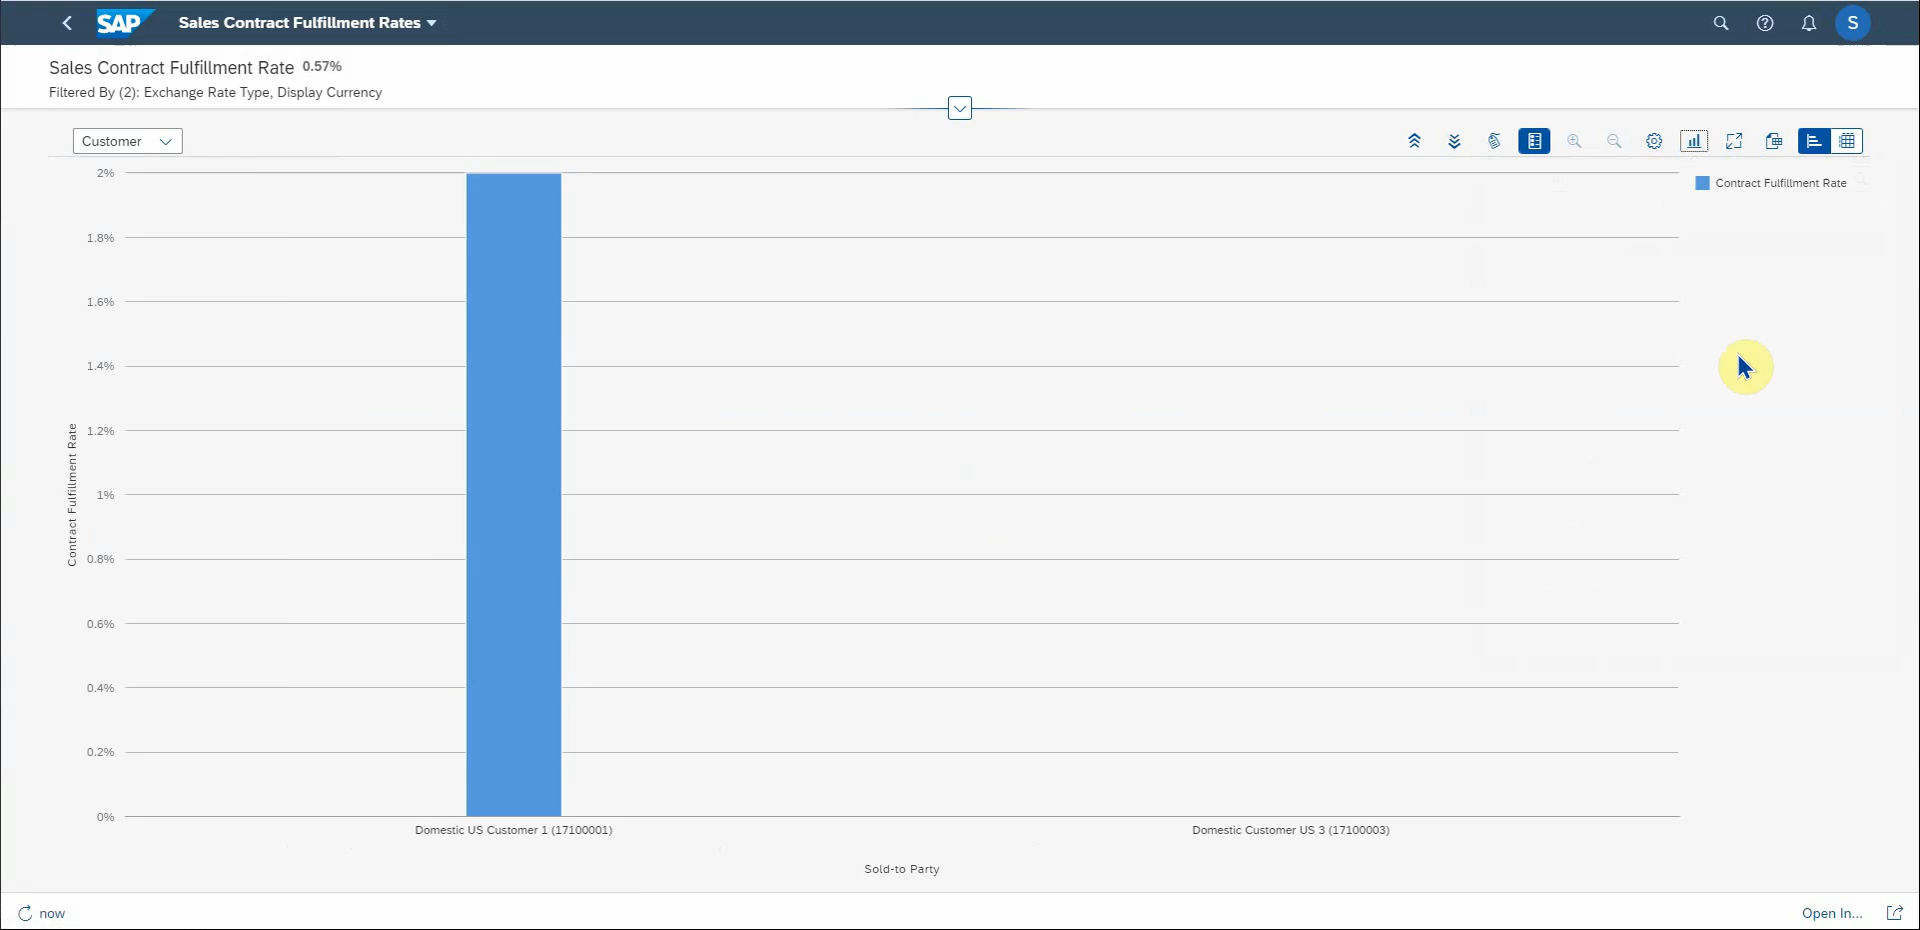 SAP Sales Contract Fulfillment Rates
S
Sales Contract Fulfillment Rate 0.57%
Filtered By (2): Exchange Rate Type, Display Currency
Customer
Contract Fulfillment Rate
2%
1.8%
1.6%
1.4%
1.2%
1%
0.8%
0.6%
0.4%
0.2%
0%
Contract Fulfillment Rate
Domestic US Customer 1 (17100001)
Domestic Customer US 3 (17100003)
Sold-to Party
now
Open In...